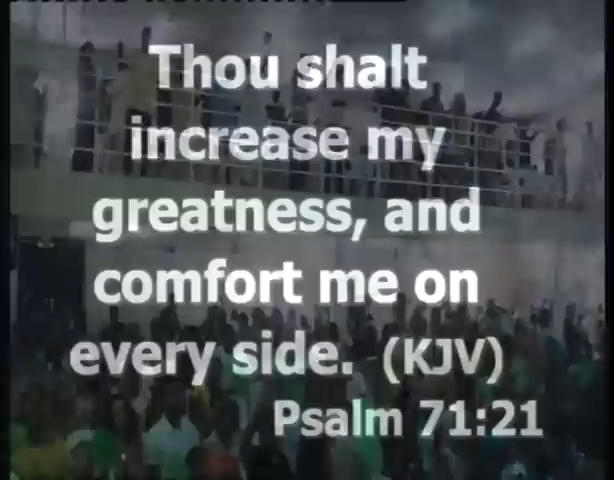 Thou shalt
increase my
greatness, and
comfort me on
every side. (KJV)
Psalm 71:21